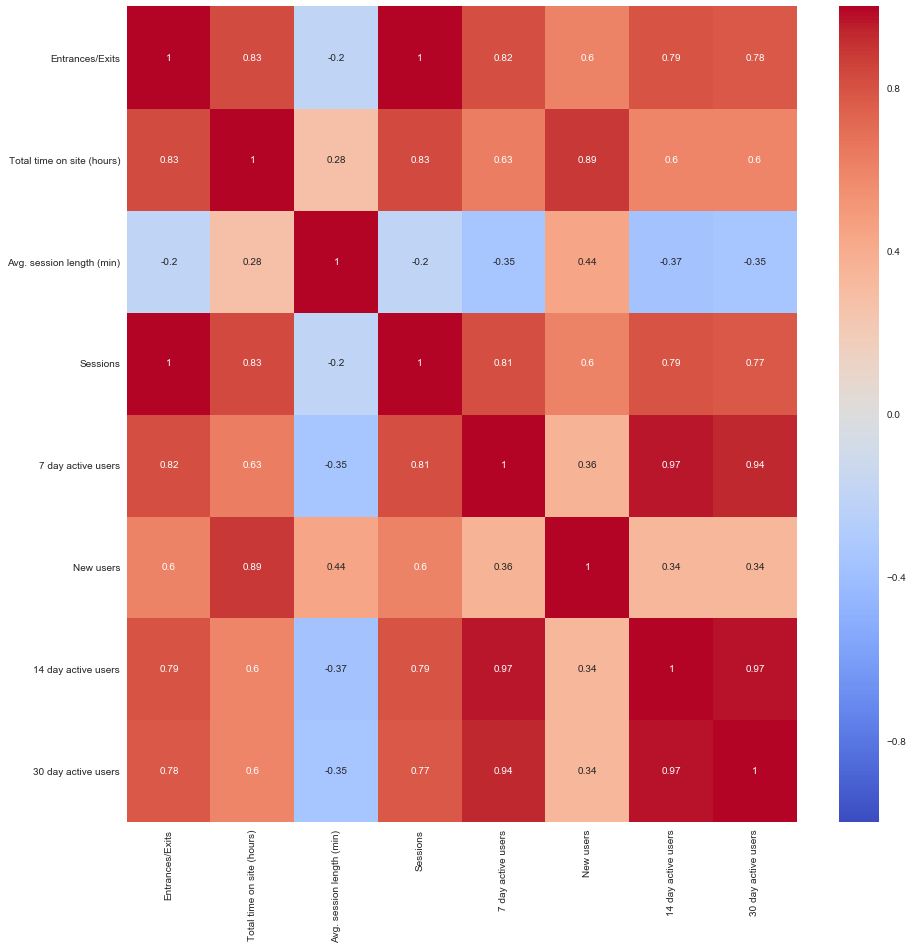 Entrances/Exits 1 0.83 -0.2 1 0.82 0.6 0.79 0.78
0.8
Total time on site (hours) 0.83 1 0.28 0.83 0.63 0.89 0.6 0.6
Avg. session length (min) -0.2 0.28 1 -0.2 -0.35 0.44 -0.37 -0.35
0.4
Sessions 1 0.83 -0.2 1 0.81 0.6 0.79 0.77
0.0
7 day active users 0.82 0.63 -0.35 0.81 1 0.36 0.97 0.94
New users 0.6 0.89 0.44 0.6 0.36 1 0.34 0.34
−0.4
14 day active users 0.79 0.6 -0.37 0.79 0.97 0.34 1 0.97
−0.8
30 day active users 0.78 0.6 -0.35 0.77 0.94 0.34 0.97 1
Entrances/Exits
Total time on site (hours)
Avg. session length (min)
Sessions
7 day active users
New users
14 day active users
30 day active users